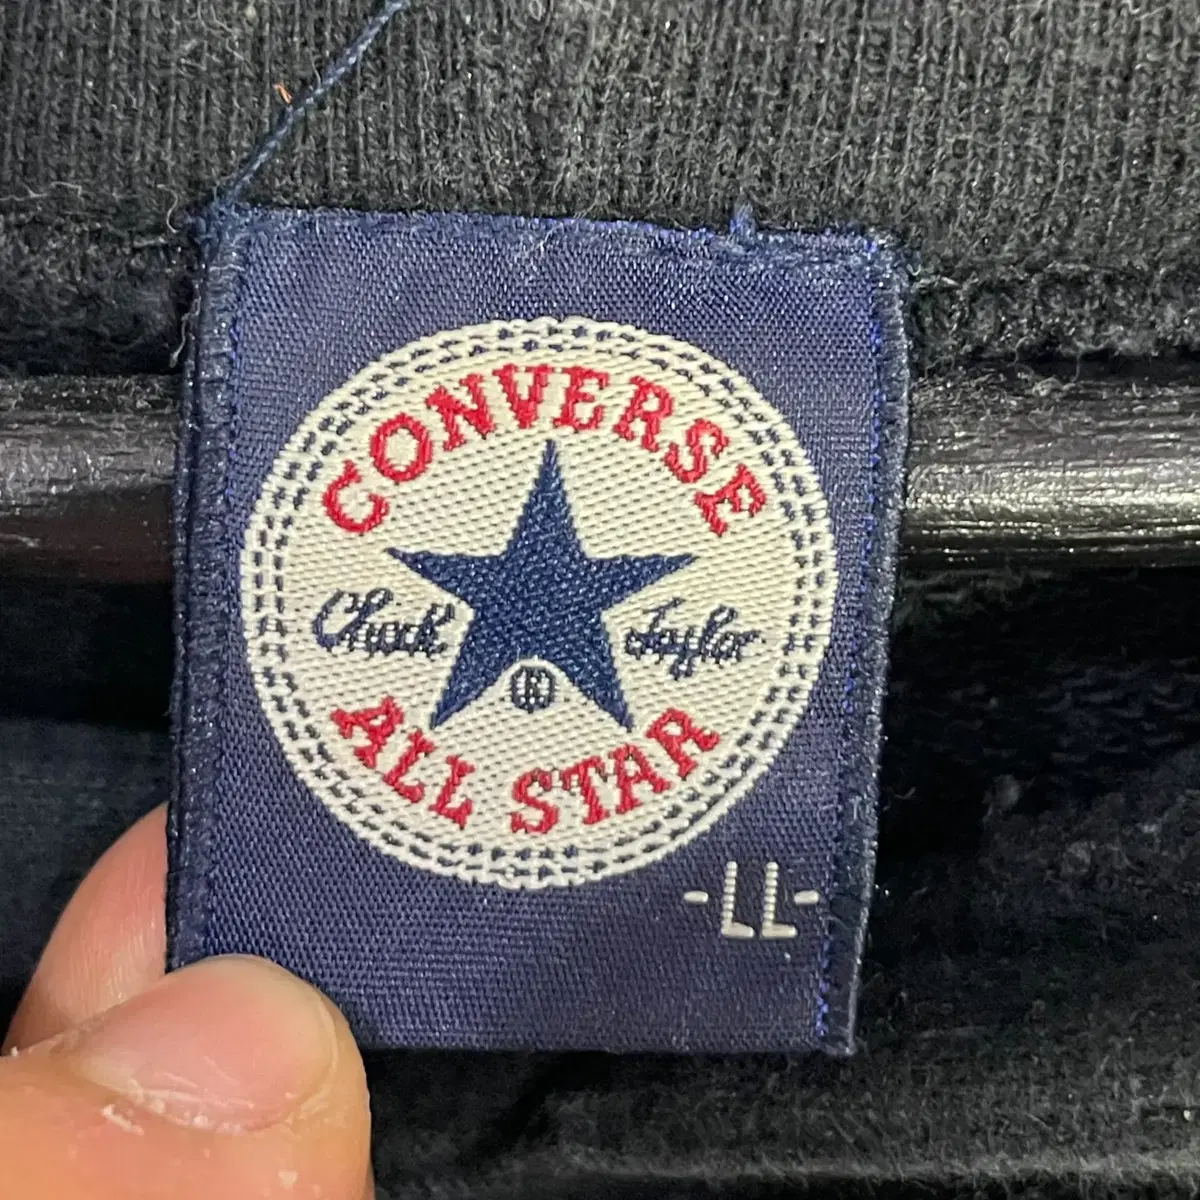 CONVERSE
Chuck Taylor
®
ALL STAR
-LL-